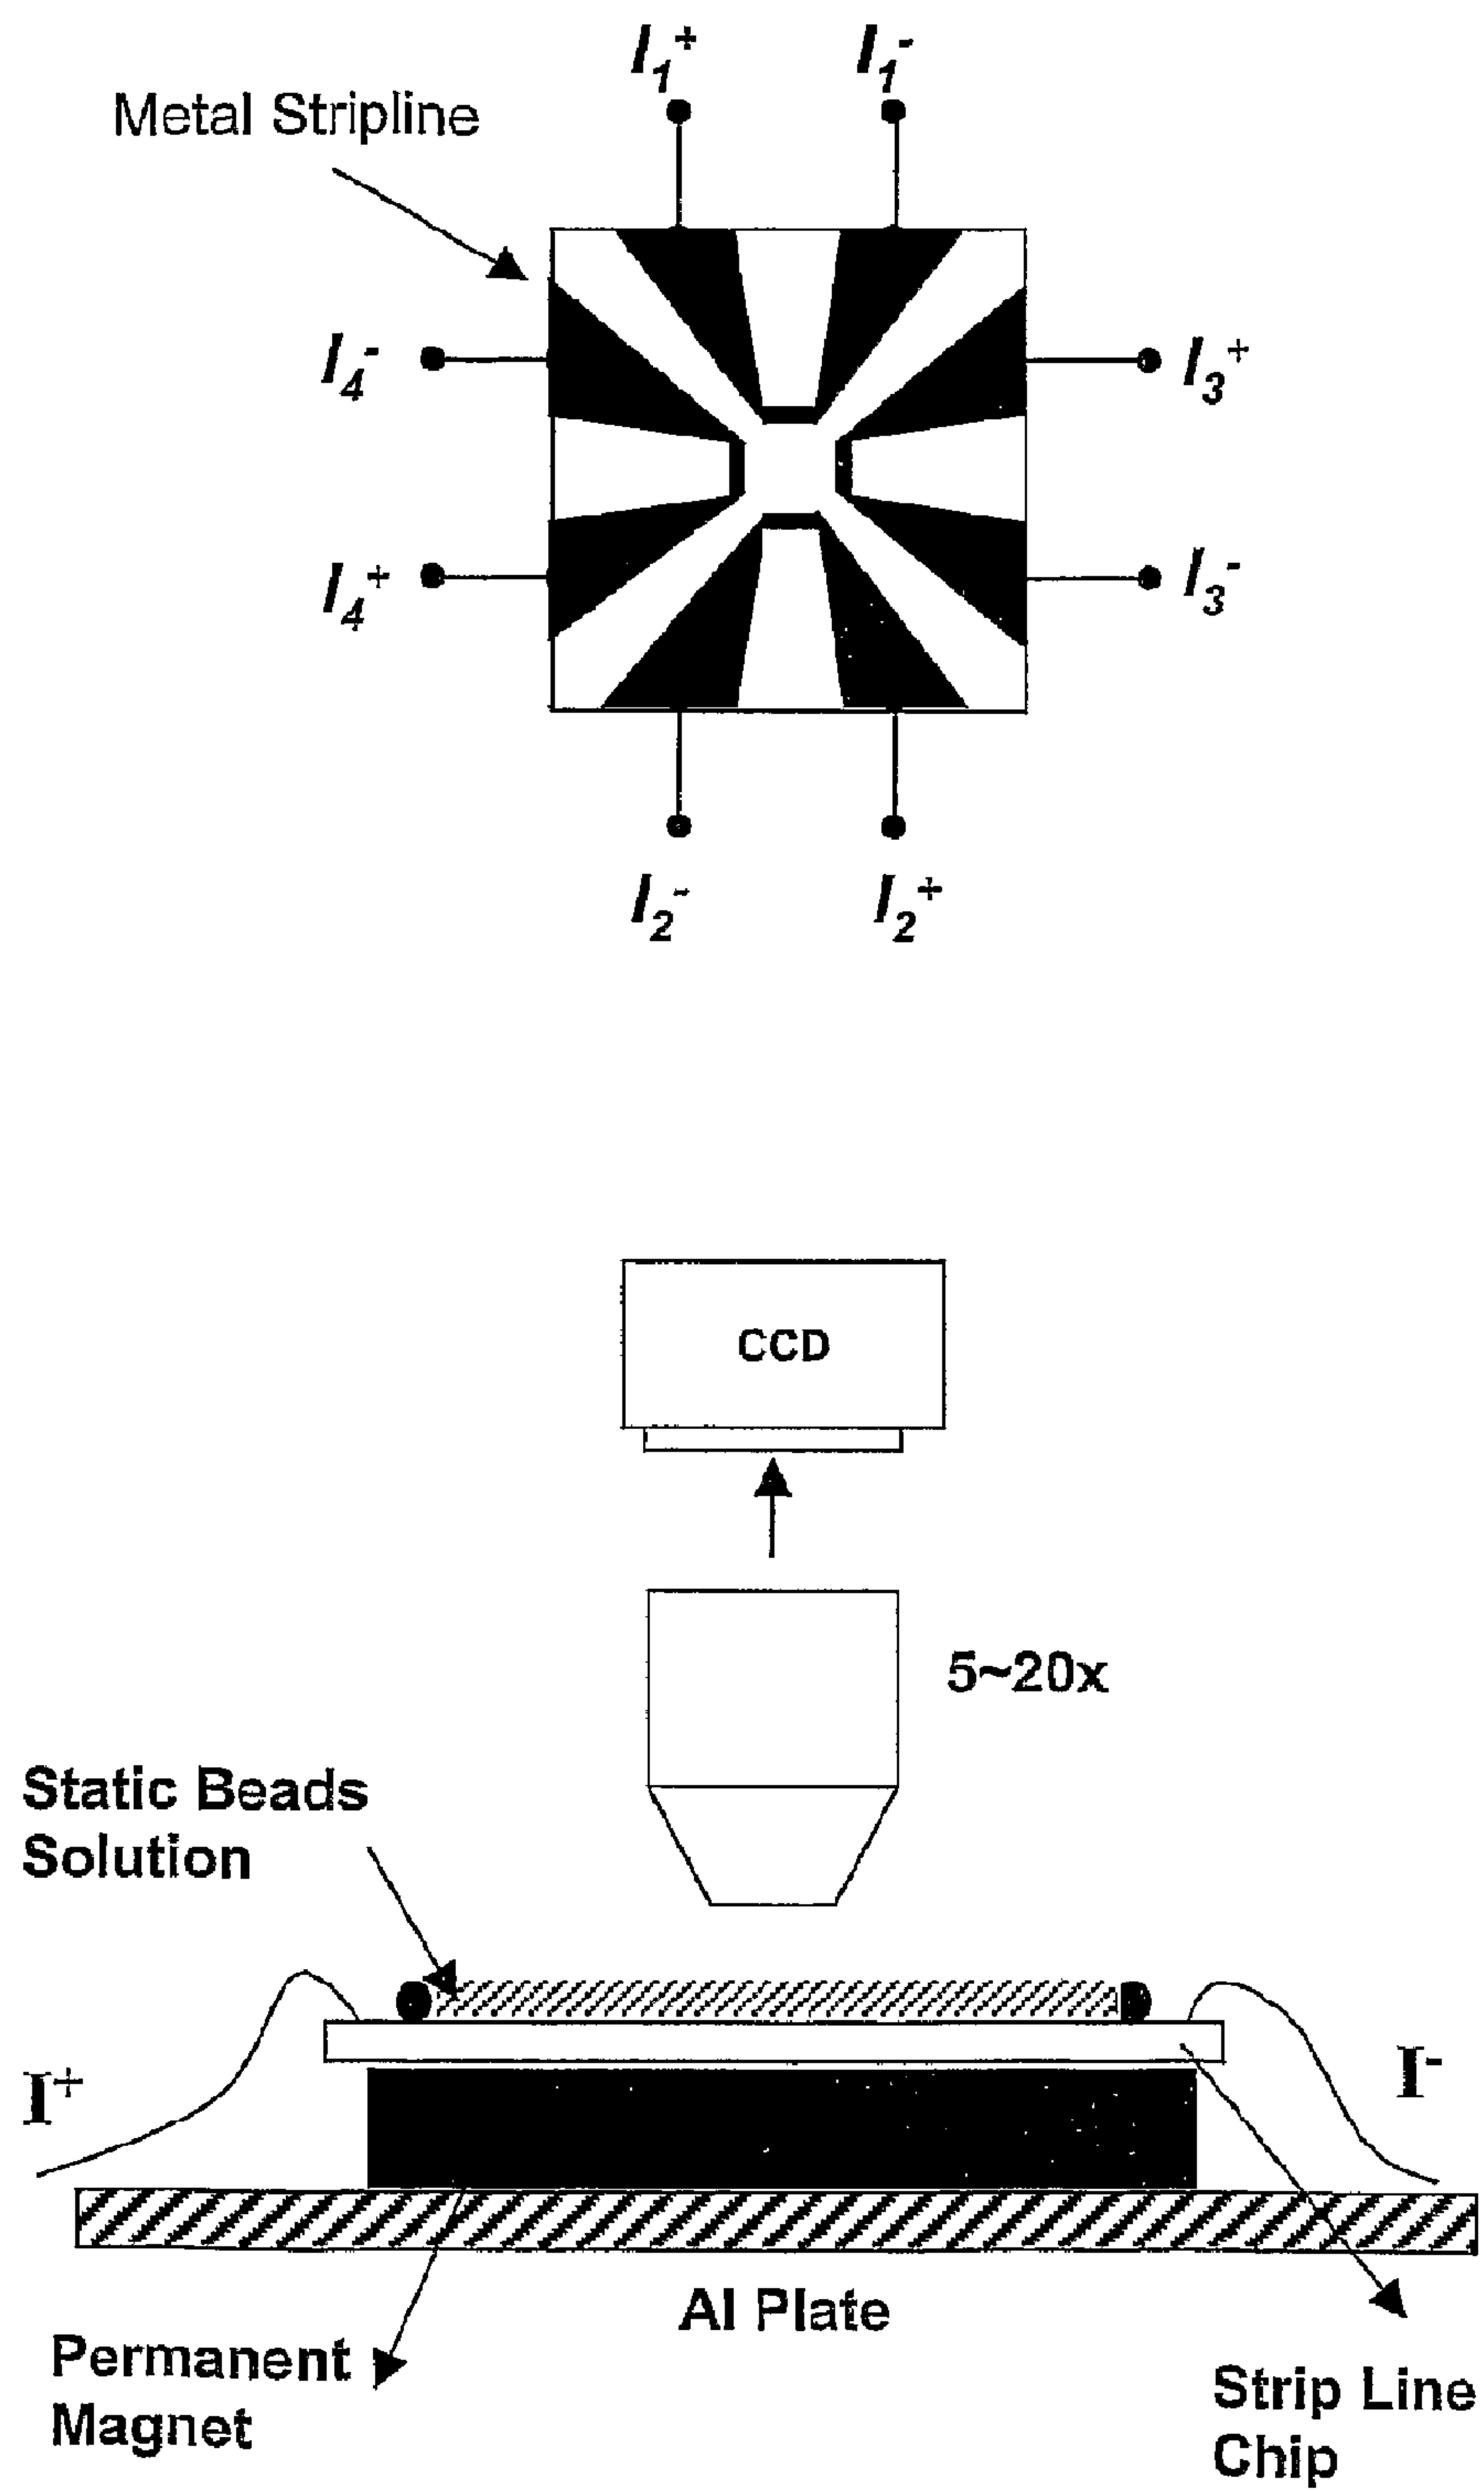 I₁⁺ I₁⁻
Metal Stripline
I₄⁻ I₃⁺
I₄⁺ I₃⁻
I₂⁻ I₂⁺
CCD
5~20x
Static Beads
Solution
I⁺ I⁻
Al Plate
Permanent
Magnet
Strip Line
Chip